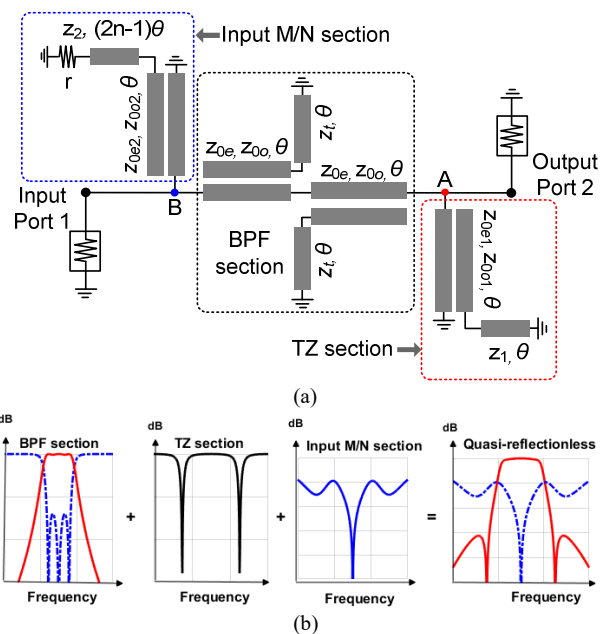 z2, (2n-1)θ
Input M/N section
r
z0e2, z0o2, θ
zt, θ
z0e, z0o, θ
z0e, z0o, θ
Output
Port 2
Input
Port 1
B
A
BPF
section
zt, θ
z0e1, z0o1, θ
TZ section
z1, θ
(a)
dB
BPF section
Frequency
+
dB
TZ section
Frequency
+
dB
Input M/N section
Frequency
=
dB
Quasi-reflectionless
Frequency
(b)